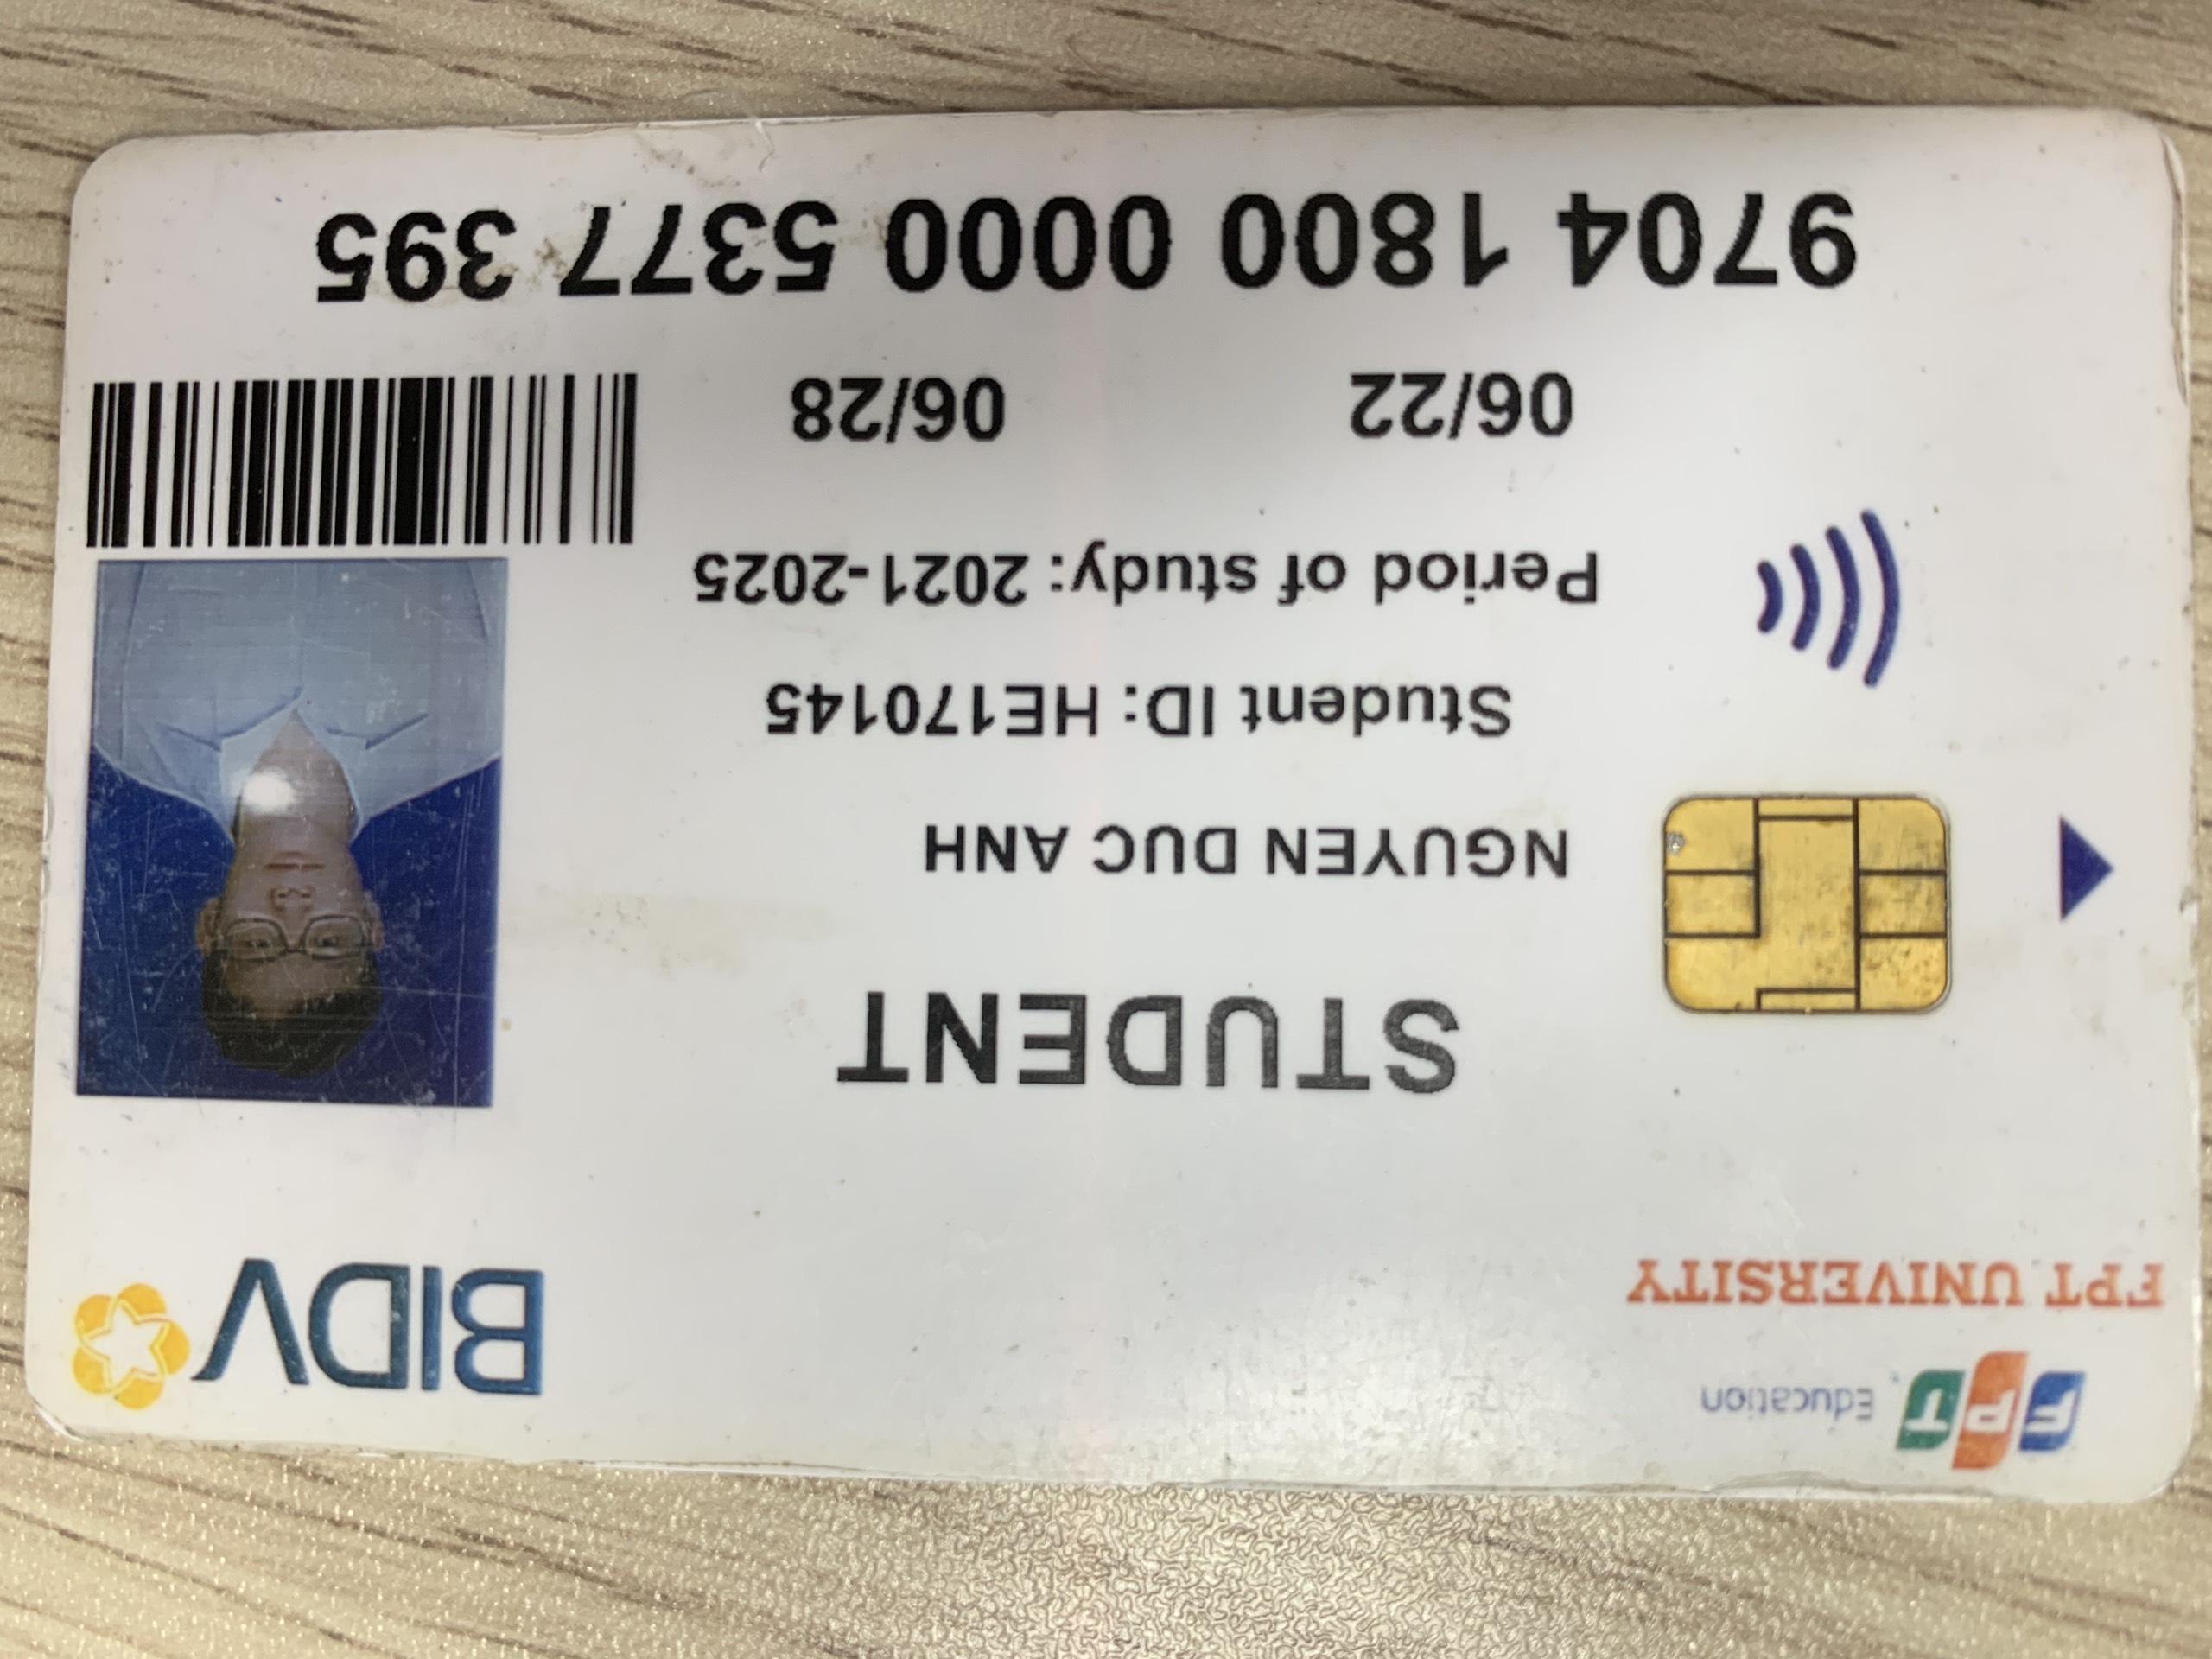 FPT Education
FPT UNIVERSITY
BIDV
STUDENT
NGUYEN DUC ANH
Student ID: HE170145
Period of study: 2021-2025
06/22 06/28
9704 1800 0000 5377 395